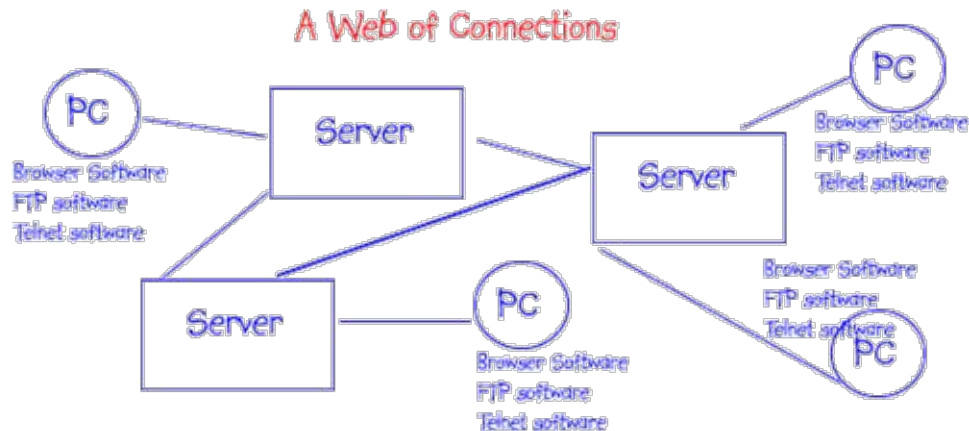 A Web of Connections
PC
Browser Software
FTP software
Telnet software
Server
Server
PC
Browser Software
FTP software
Telnet software
Server
PC
Browser Software
FTP software
Telnet software
Browser Software
FTP software
Telnet software
PC